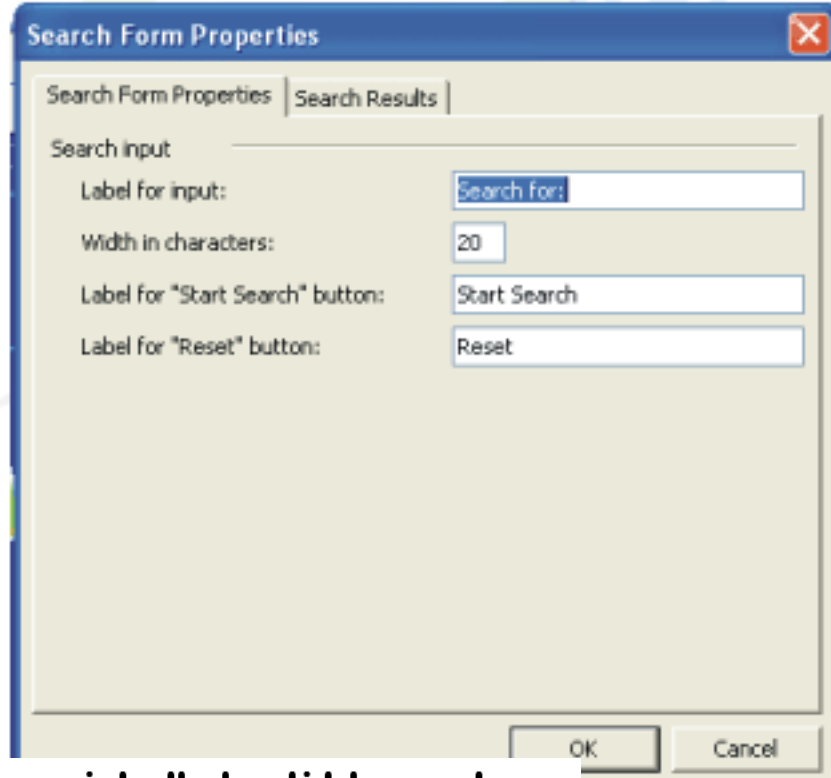 Search Form Properties
Search Form Properties Search Results
Search input
Label for input: Search for:
Width in characters: 20
Label for "Start Search" button: Start Search
Label for "Reset" button: Reset
OK Cancel